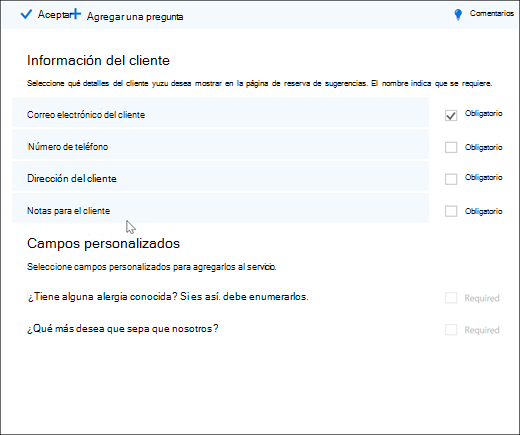 Aceptar Agregar una pregunta Comentarios
Información del cliente
Seleccione qué detalles del cliente yuzu desea mostrar en la página de reserva de sugerencias. El nombre indica que se requiere.
Correo electrónico del cliente Obligatorio
Número de teléfono Obligatorio
Dirección del cliente Obligatorio
Notas para el cliente Obligatorio
Campos personalizados
Seleccione campos personalizados para agregarlos al servicio.
¿Tiene alguna alergia conocida? Si es así. debe enumerarlos. Required
¿Qué más desea que sepa que nosotros? Required